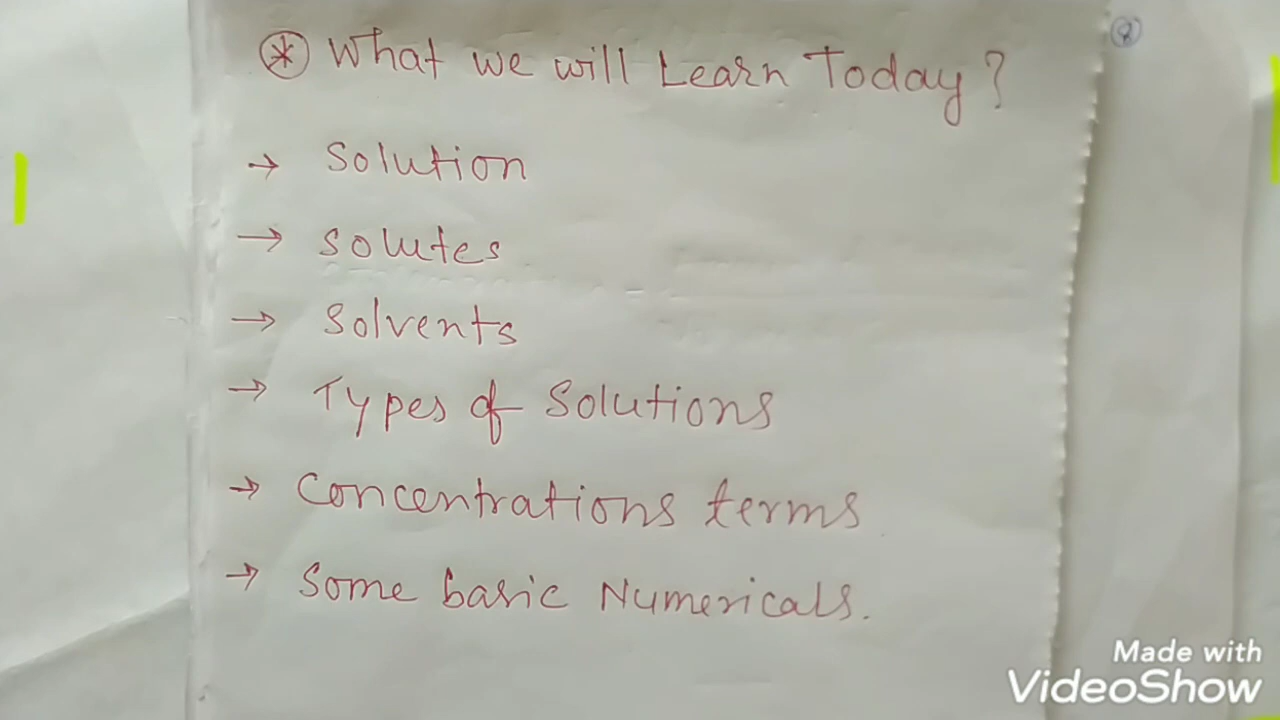 * What we will Learn Today ?
2
→ Solution
→ Solutes
→ Solvents
→ Types of Solutions
→ Concentrations terms
→ Some basic Numericals.
Made with
VideoShow